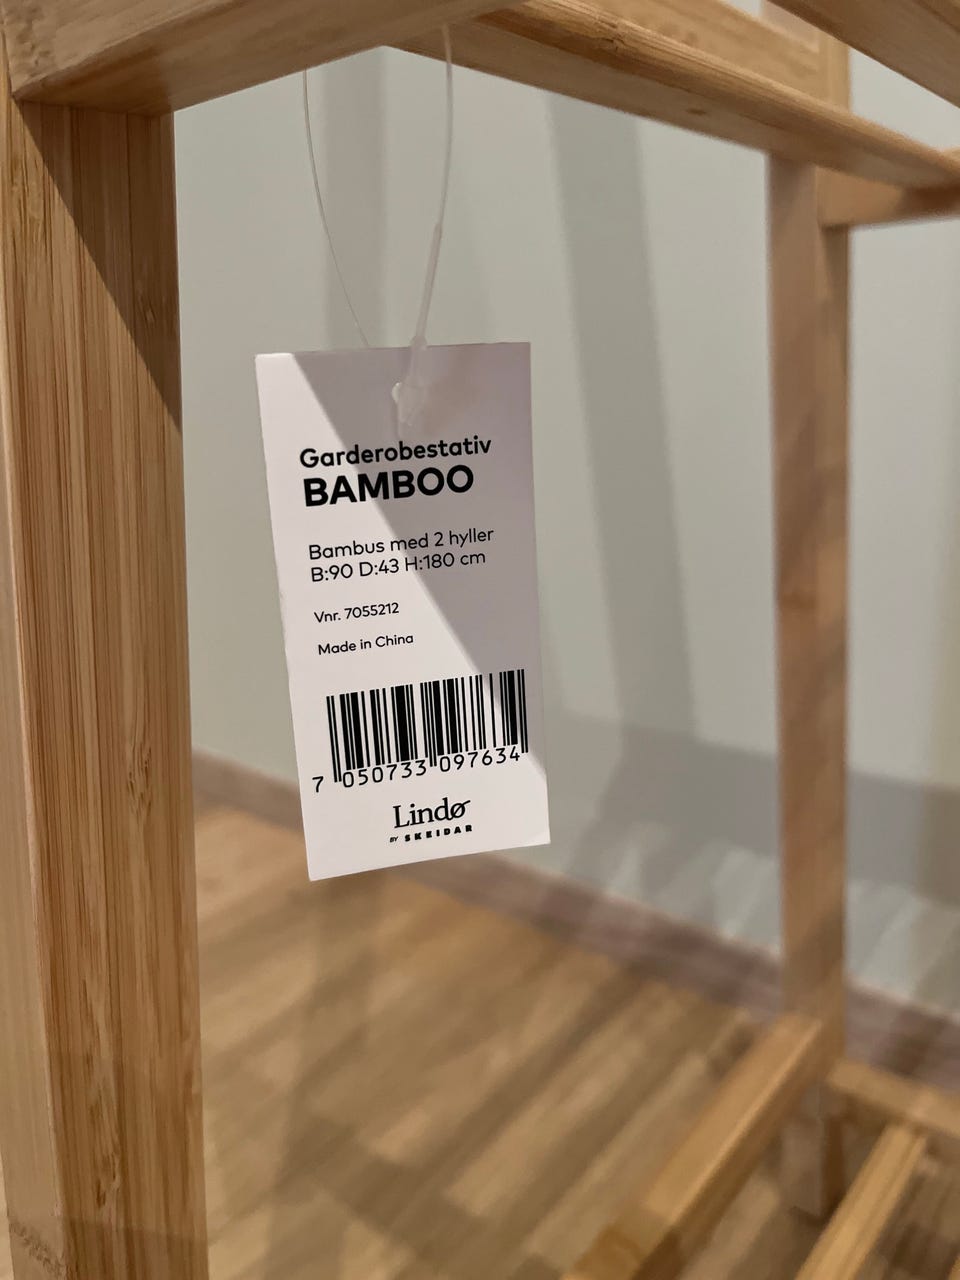 Garderobestativ
BAMBOO
Bambus med 2 hyller
B:90 D:43 H:180 cm
Vnr. 7055212
Made in China
7 050733 097634
Lindø
BY SKEIDAR